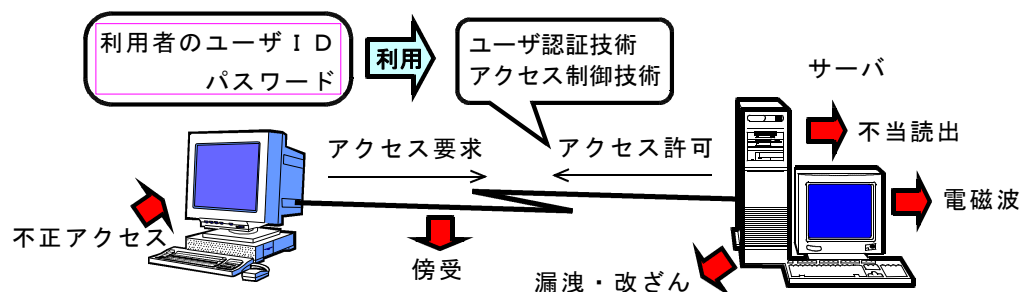 利用者のユーザID
パスワード
利用
ユーザ認証技術
アクセス制御技術
サーバ
アクセス要求
アクセス許可
不当読出
電磁波
不正アクセス
傍受
漏洩・改ざん